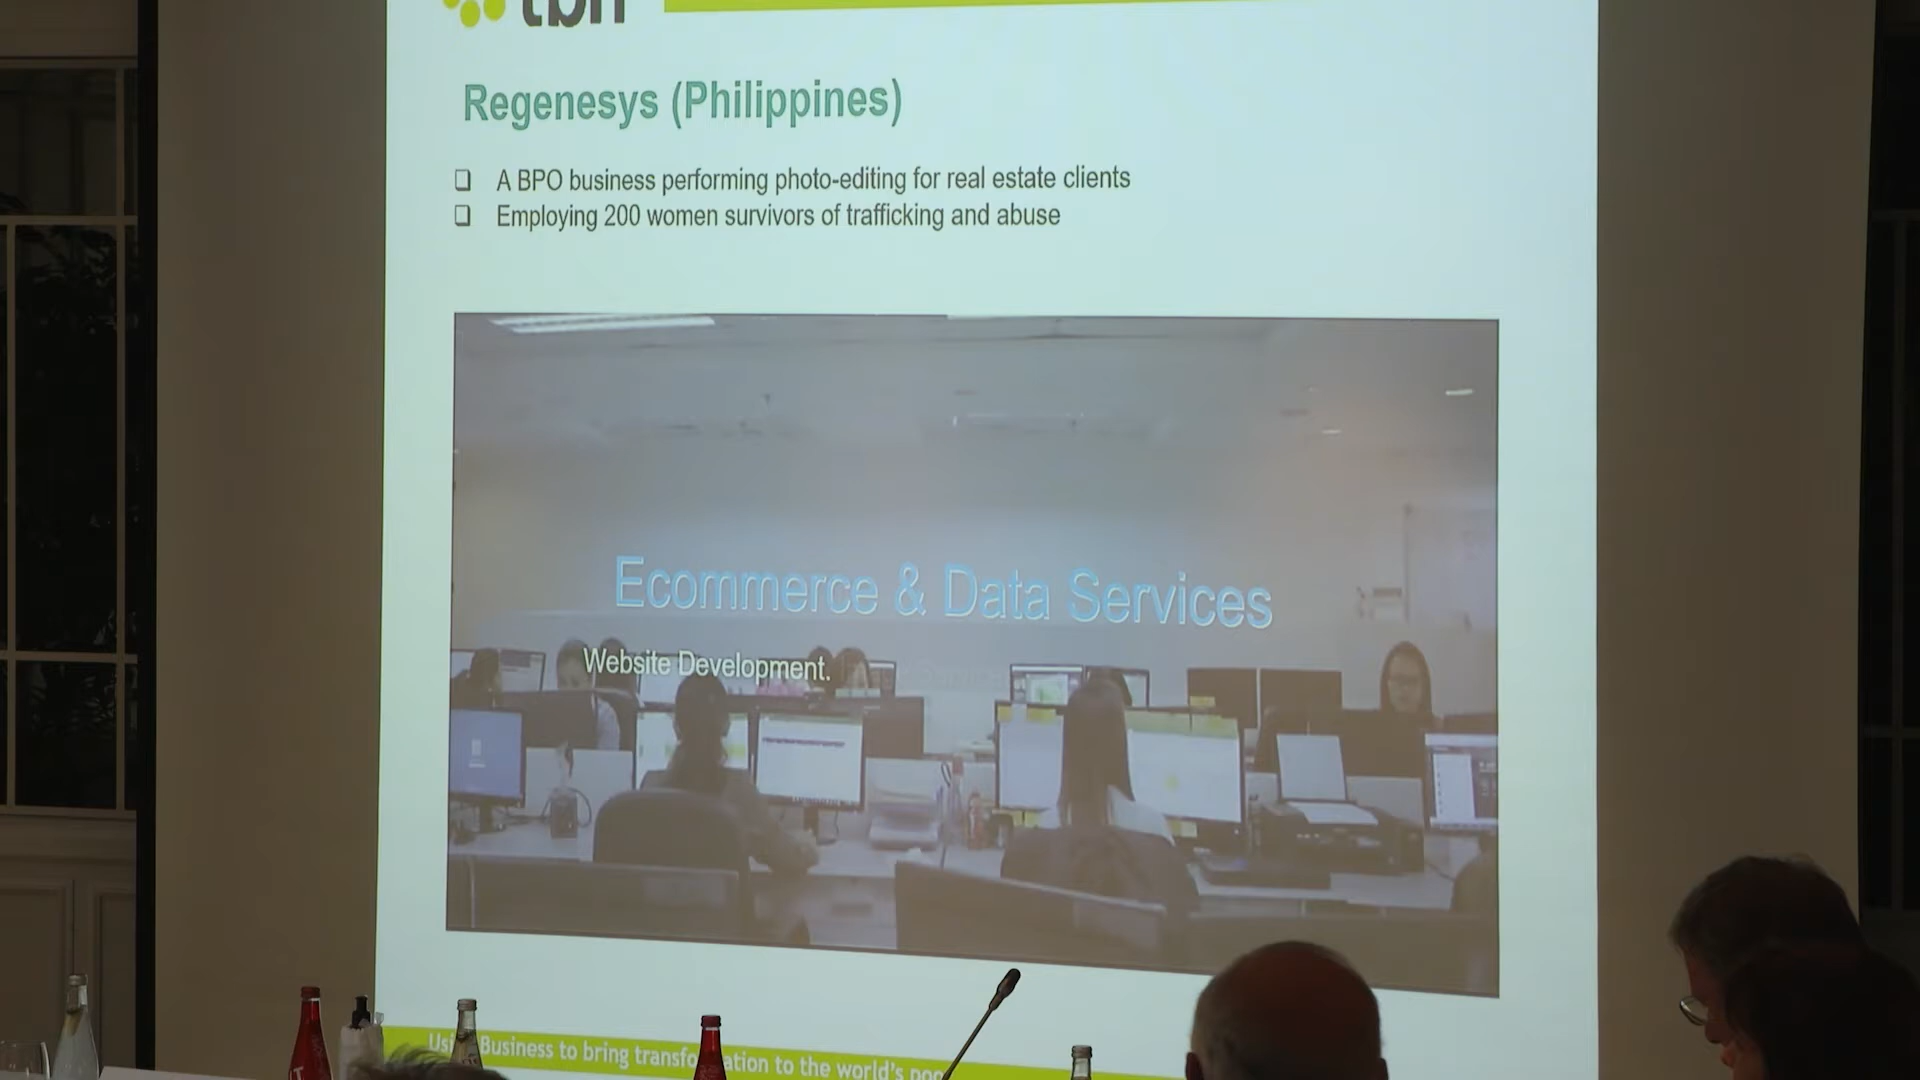 tbn
Regenesys (Philippines)
A BPO business performing photo-editing for real estate clients
Employing 200 women survivors of trafficking and abuse
Ecommerce & Data Services
Website Development.
Business to bring transfo ation to the world's